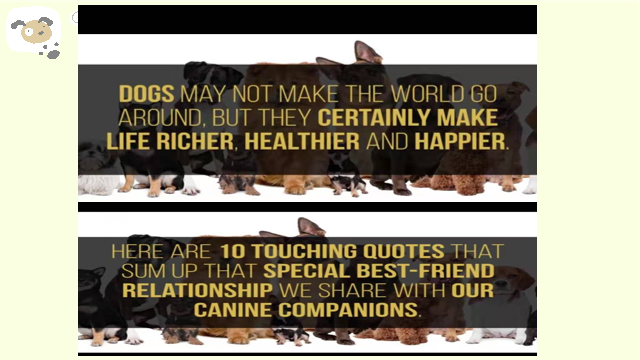 DOGS MAY NOT MAKE THE WORLD GO
AROUND, BUT THEY CERTAINLY MAKE
LIFE RICHER, HEALTHIER AND HAPPIER.
HERE ARE 10 TOUCHING QUOTES THAT
SUM UP THAT SPECIAL BEST-FRIEND
RELATIONSHIP WE SHARE WITH OUR
CANINE COMPANIONS.